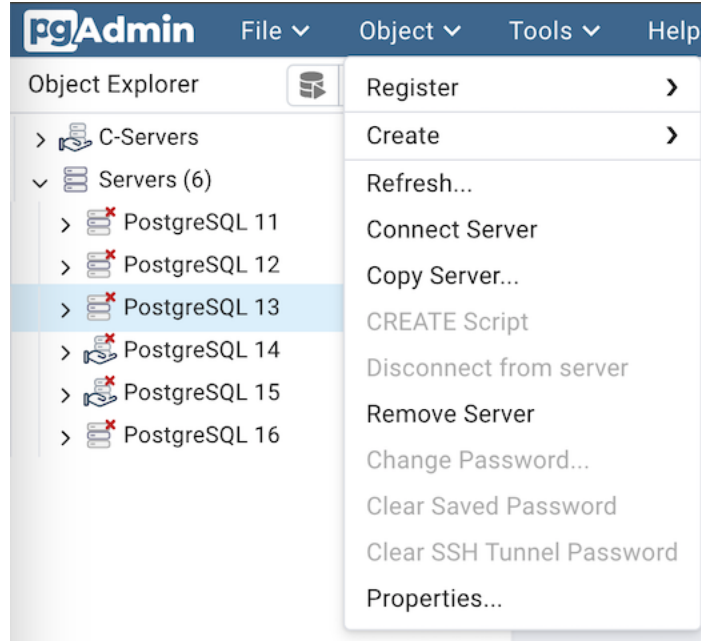 pgAdmin File Object Tools Help
Object Explorer
C-Servers
Servers (6)
PostgreSQL 11
PostgreSQL 12
PostgreSQL 13
PostgreSQL 14
PostgreSQL 15
PostgreSQL 16
Register
Create
Refresh...
Connect Server
Copy Server...
CREATE Script
Disconnect from server
Remove Server
Change Password...
Clear Saved Password
Clear SSH Tunnel Password
Properties...